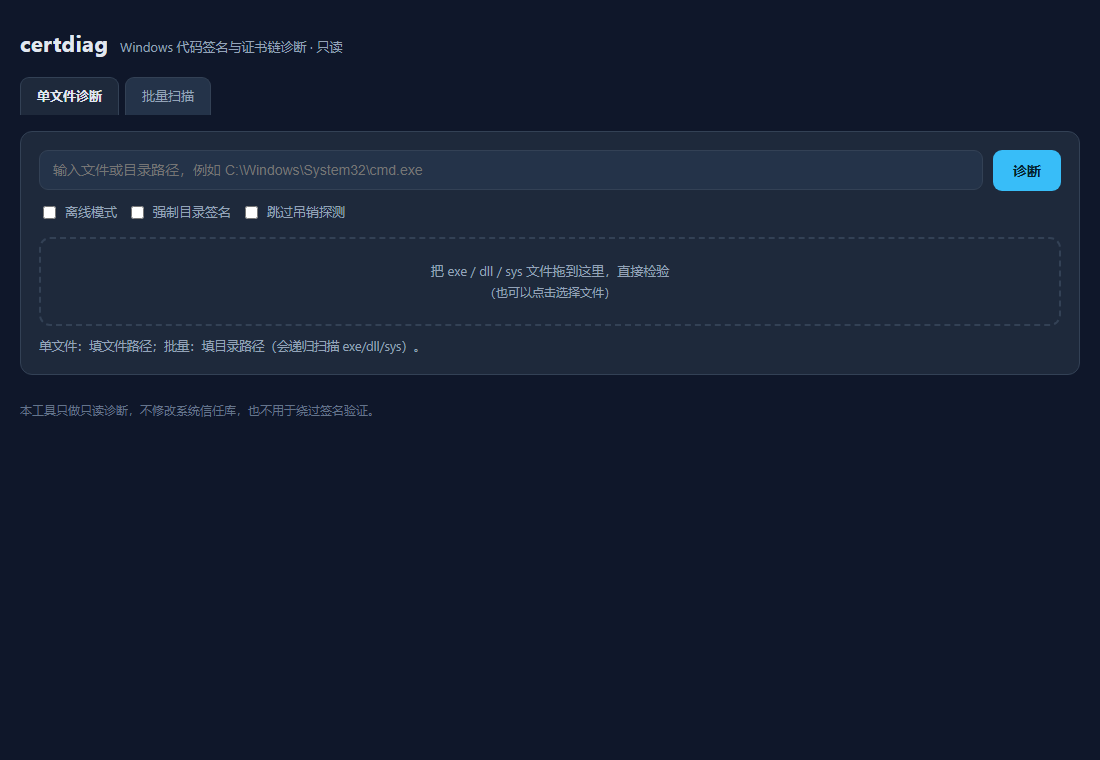 certdiag Windows 代码签名与证书链诊断 · 只读
单文件诊断 批量扫描
输入文件或目录路径，例如 C:\Windows\System32\cmd.exe 诊断
离线模式 强制目录签名 跳过吊销探测
把 exe / dll / sys 文件拖到这里，直接检验
（也可以点击选择文件）
单文件：填文件路径；批量：填目录路径（会递归扫描 exe/dll/sys）。
本工具只做只读诊断，不修改系统信任库，也不用于绕过签名验证。